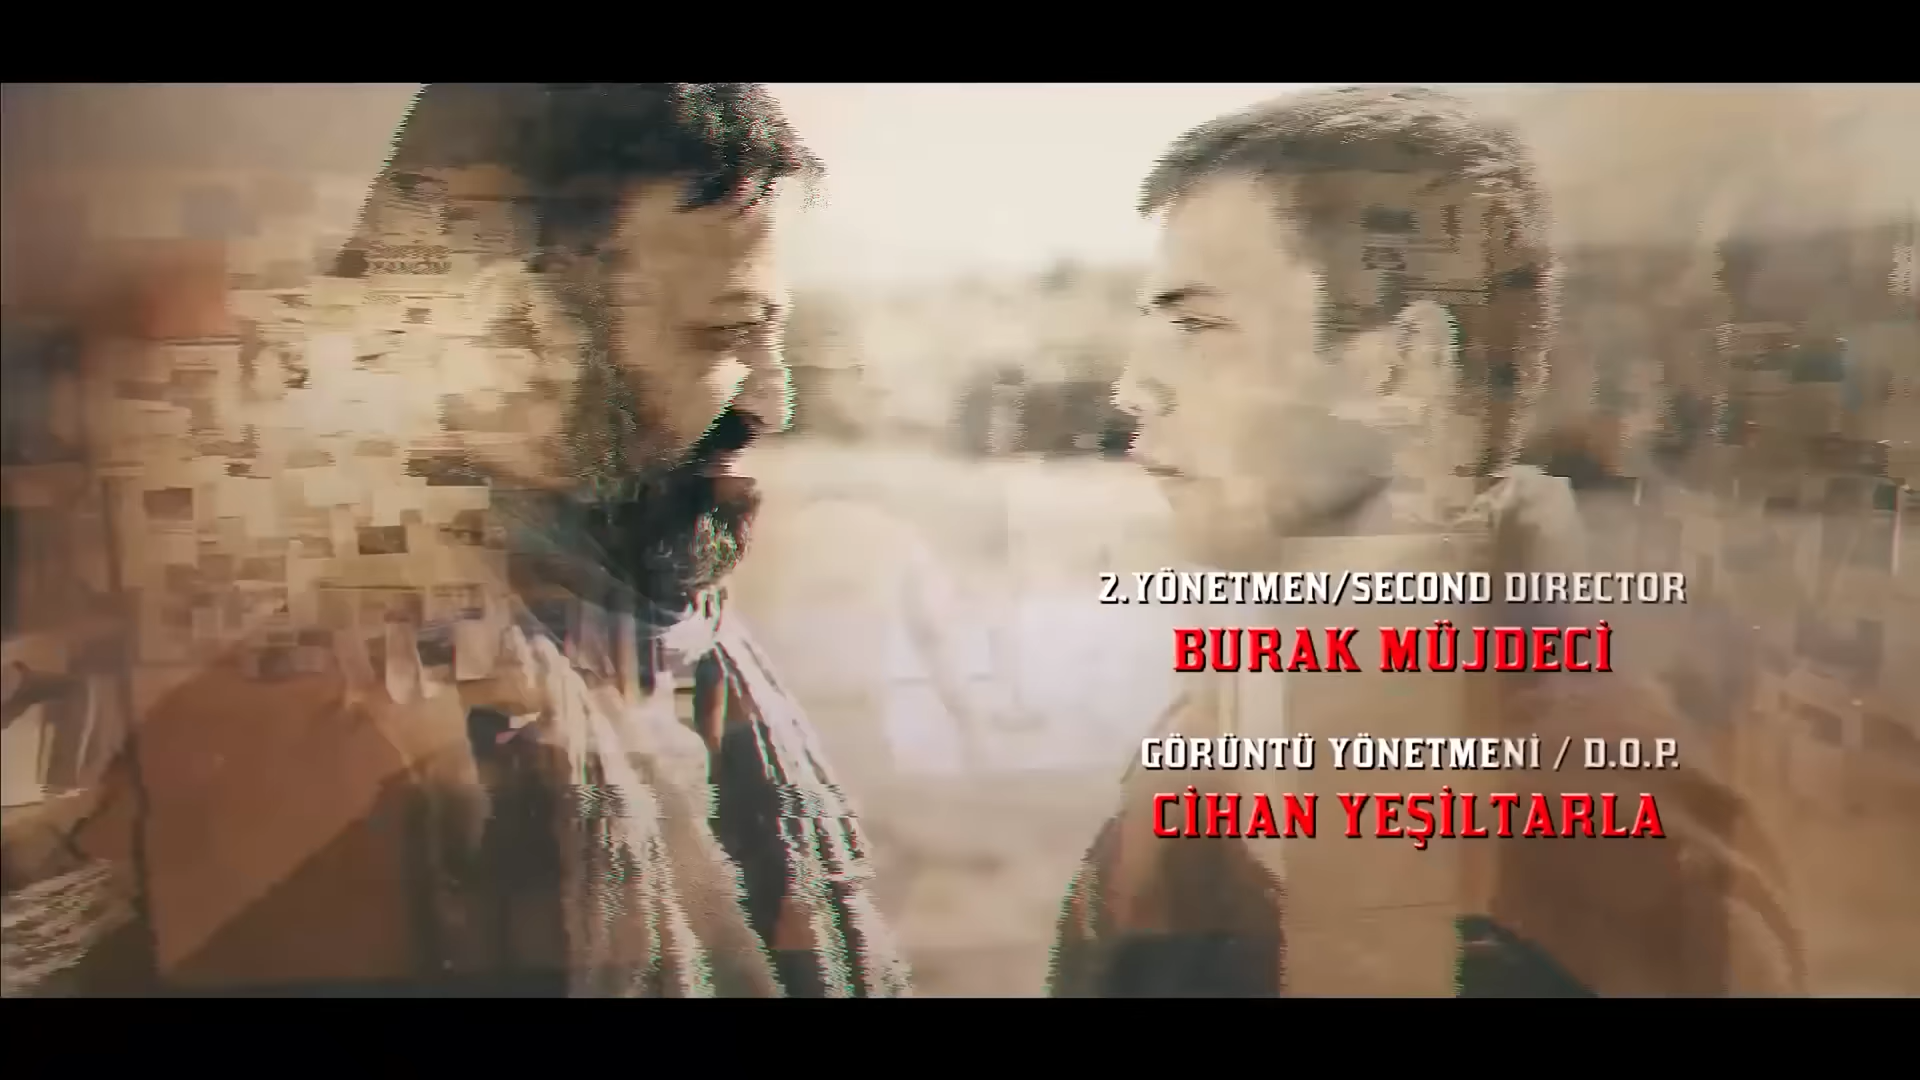 2.YÖNETMEN/SECOND DIRECTOR
BURAK MÜJDECİ
GÖRÜNTÜ YÖNETMENİ / D.O.P.
CİHAN YEŞİLTARLA